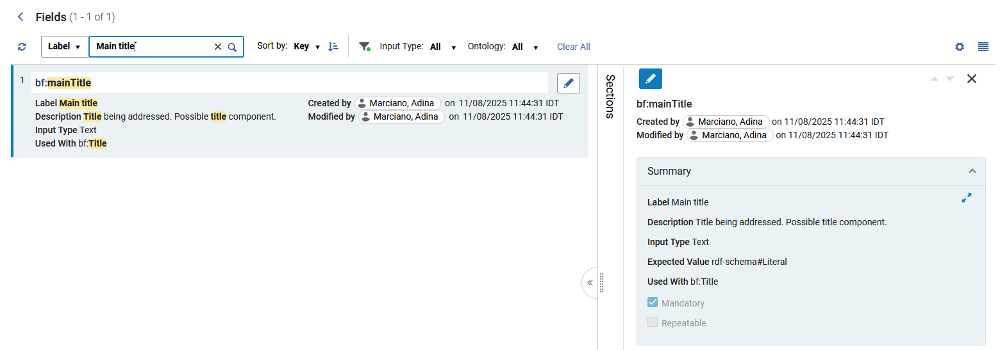 Fields (1 - 1 of 1)
Label Main title Sort by: Key Input Type: All Ontology: All Clear All
1 bf:mainTitle
Label Main title
Description Title being addressed. Possible title component.
Input Type Text
Used With bf:Title
Created by Marciano, Adina on 11/08/2025 11:44:31 IDT
Modified by Marciano, Adina on 11/08/2025 11:44:31 IDT
Sections
bf:mainTitle
Created by Marciano, Adina on 11/08/2025 11:44:31 IDT
Modified by Marciano, Adina on 11/08/2025 11:44:31 IDT
Summary
Label Main title
Description Title being addressed. Possible title component.
Input Type Text
Expected Value rdf-schema#Literal
Used With bf:Title
Mandatory
Repeatable